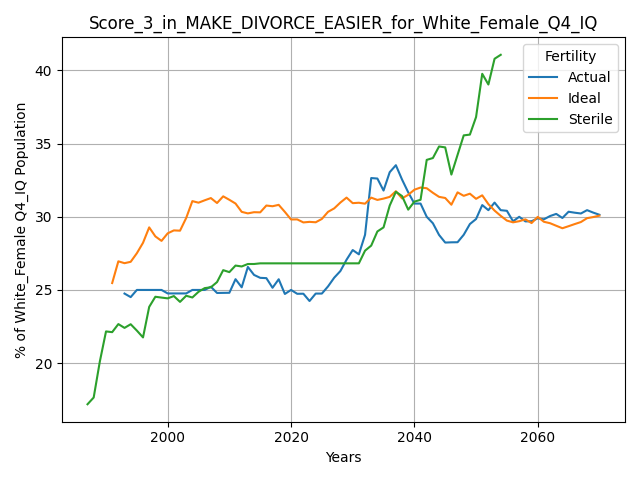 Score_3_in_MAKE_DIVORCE_EASIER_for_White_Female_Q4_IQ
Fertility
Actual
Ideal
Sterile
% of White_Female Q4_IQ Population
40
35
30
25
20
2000
2020
2040
2060
Years